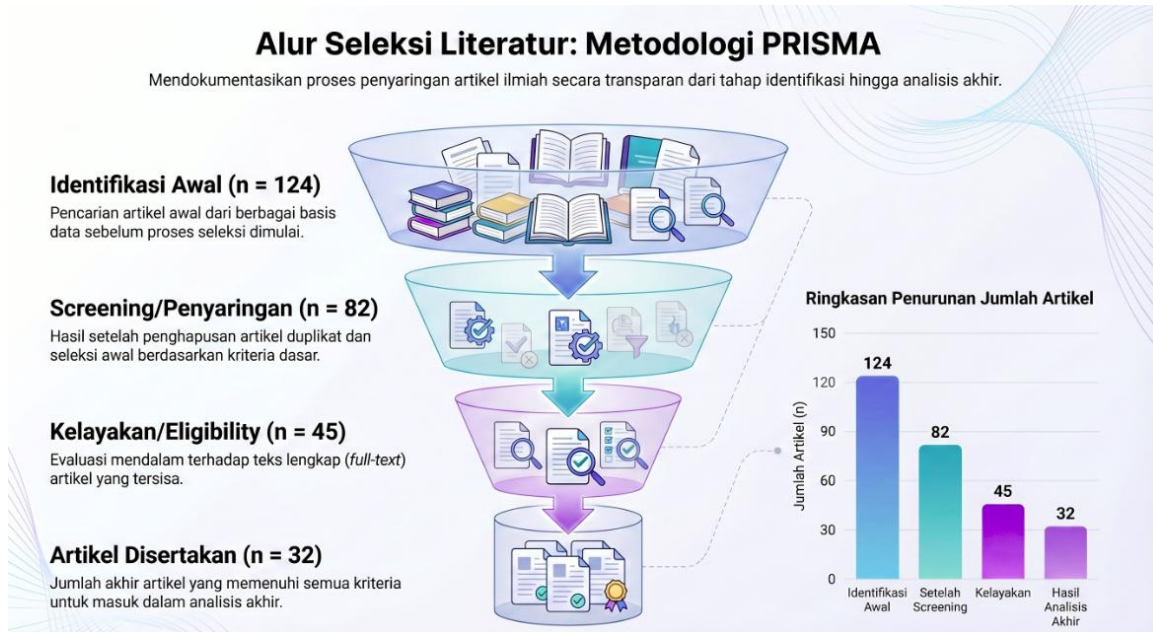 Alur Seleksi Literatur: Metodologi PRISMA
Mendokumentasikan proses penyaringan artikel ilmiah secara transparan dari tahap identifikasi hingga analisis akhir.
Identifikasi Awal (n = 124)
Pencarian artikel awal dari berbagai basis
data sebelum proses seleksi dimulai.
Screening/Penyaringan (n = 82)
Hasil setelah penghapusan artikel duplikat dan
seleksi awal berdasarkan kriteria dasar.
Kelayakan/Eligibility (n = 45)
Evaluasi mendalam terhadap teks lengkap (full-text)
artikel yang tersisa.
Artikel Disertakan (n = 32)
Jumlah akhir artikel yang memenuhi semua kriteria
untuk masuk dalam analisis akhir.
Ringkasan Penurunan Jumlah Artikel
Jumlah Artikel (n)
150
120
90
60
30
0
124
82
45
32
Identifikasi
Awal
Setelah
Screening
Kelayakan
Hasil
Analisis
Akhir